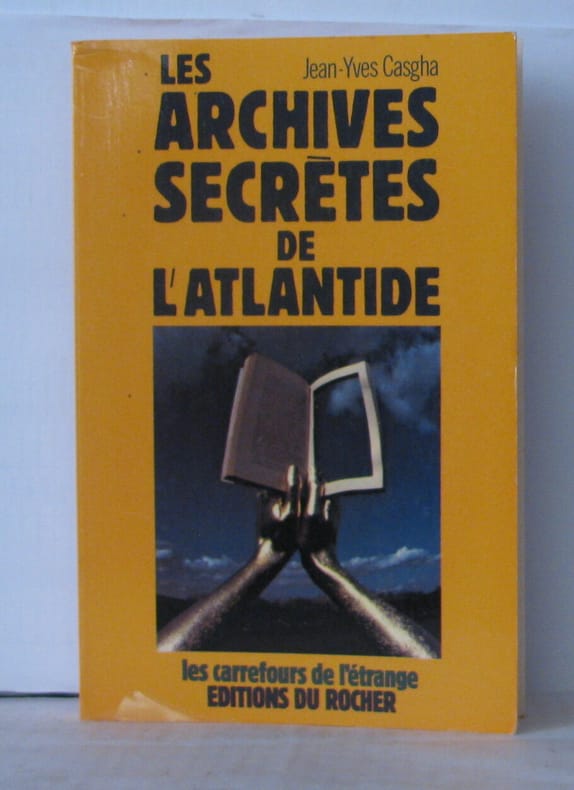 LES
Jean-Yves Casgha
ARCHIVES
SECRÈTES
DE
L'ATLANTIDE
les carrefours de l'étrange
EDITIONS DU ROCHER